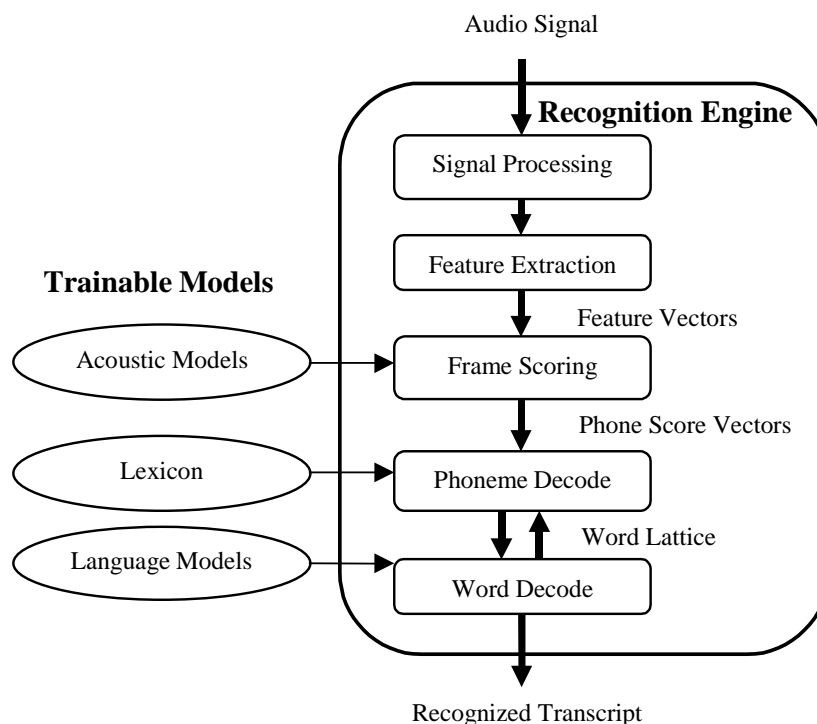 Audio Signal
Recognition Engine
Signal Processing
Feature Extraction
Trainable Models
Feature Vectors
Acoustic Models
Frame Scoring
Phone Score Vectors
Lexicon
Phoneme Decode
Word Lattice
Language Models
Word Decode
Recognized Transcript